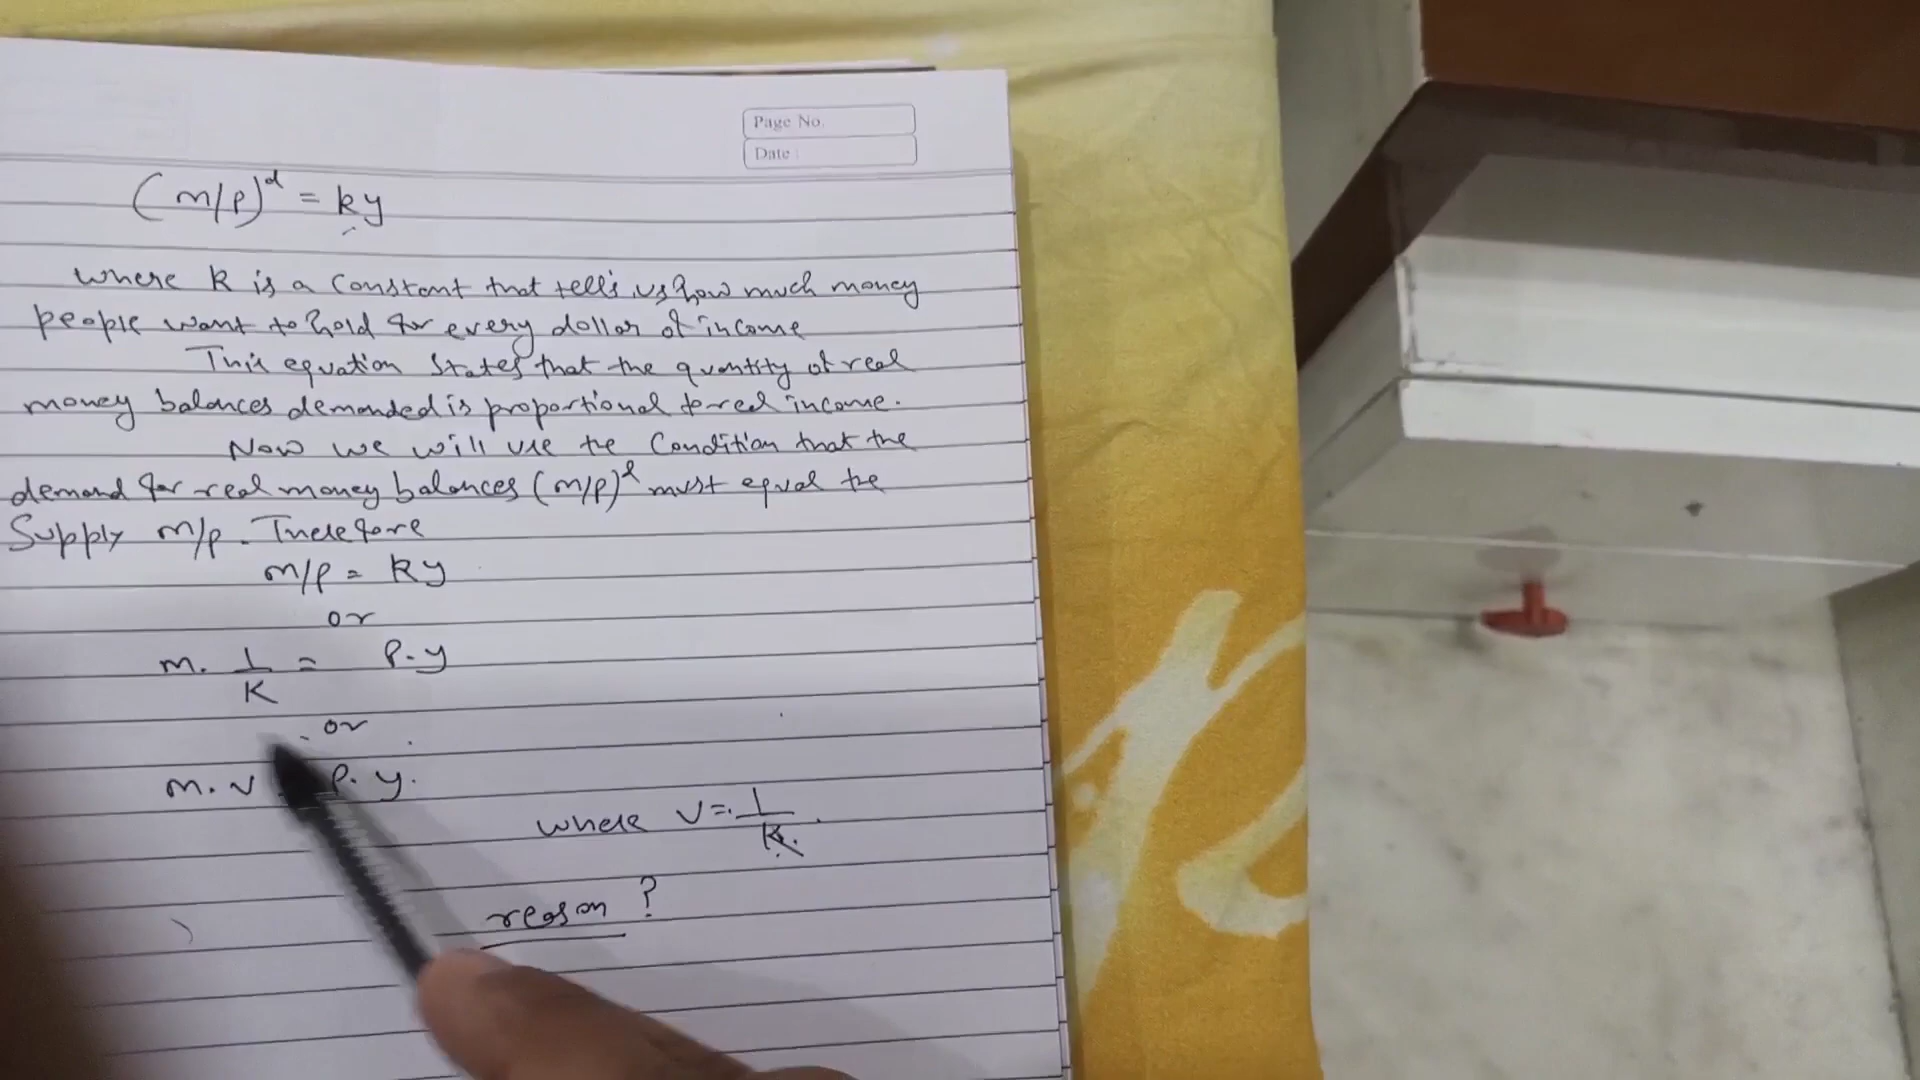 Page No.
Date :
(m/p)^d = ky
where k is a constant that tells us how much money
people want to hold for every dollar of income
This equation states that the quantity of real
money balances demanded is proportional to real income.
Now we will use the condition that the
demand for real money balances (m/p)^d must equal the
Supply m/p. Therefore
m/p = ky
or
m. 1/K = P.y
or
m.v P.y.
where v = 1/k.
reason ?